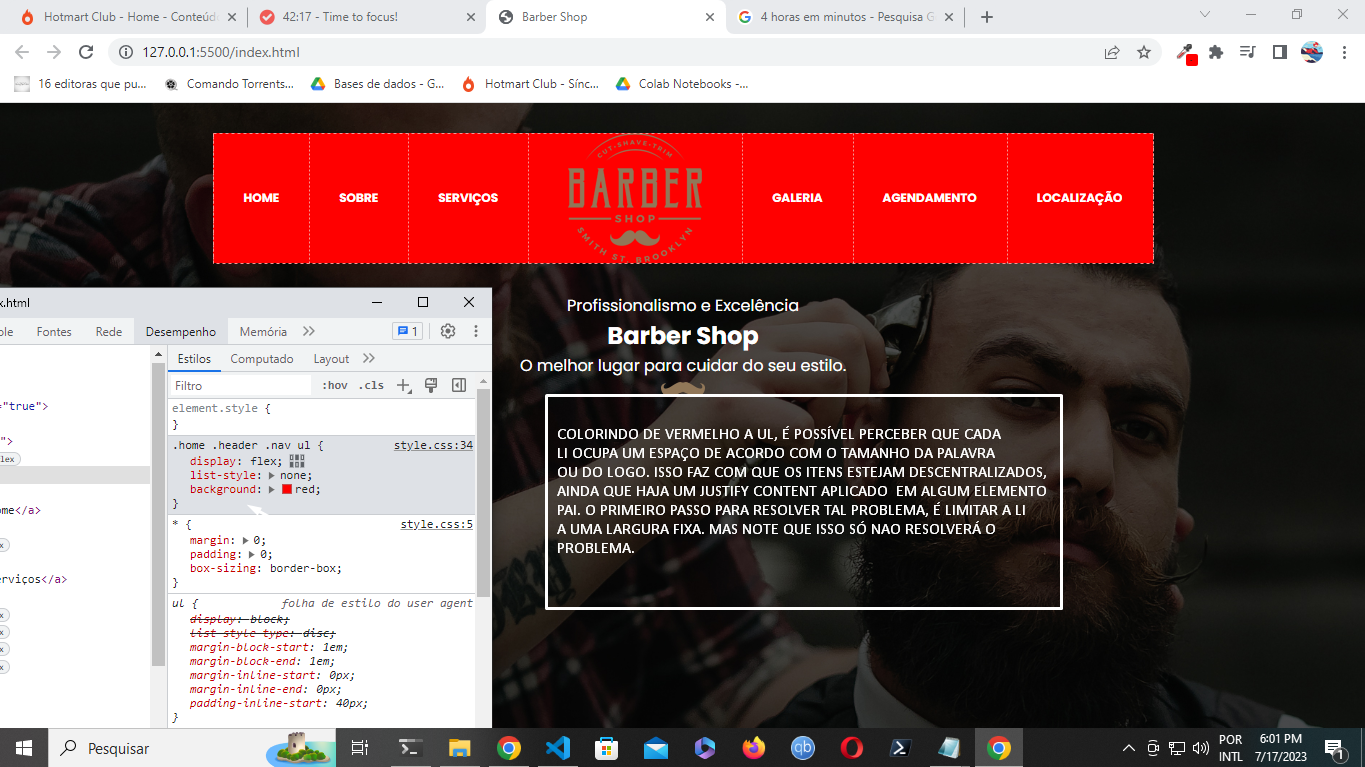 Hotmart Club - Home - Conteúd
42:17 - Time to focus!
Barber Shop
4 horas em minutos - Pesquisa G
127.0.0.1:5500/index.html
16 editoras que pu...
Comando Torrents...
Bases de dados - G...
Hotmart Club - Sínc...
Colab Notebooks -...
HOME
SOBRE
SERVIÇOS
CUT-SHAVE-TRIM
BARBER
SHOP
SMITH ST. BROOKLYN
GALERIA
AGENDAMENTO
LOCALIZAÇÃO
Profissionalismo e Excelência
Barber Shop
O melhor lugar para cuidar do seu estilo.
COLORINDO DE VERMELHO A UL, É POSSÍVEL PERCEBER QUE CADA
LI OCUPA UM ESPAÇO DE ACORDO COM O TAMANHO DA PALAVRA
OU DO LOGO. ISSO FAZ COM QUE OS ITENS ESTEJAM DESCENTRALIZADOS,
AINDA QUE HAJA UM JUSTIFY CONTENT APLICADO EM ALGUM ELEMENTO
PAI. O PRIMEIRO PASSO PARA RESOLVER TAL PROBLEMA, É LIMITAR A LI
A UMA LARGURA FIXA. MAS NOTE QUE ISSO SÓ NAO RESOLVERÁ O
PROBLEMA.
x.html
ole Fontes Rede Desempenho Memória 1
Estilos Computado Layout
Filtro :hov .cls
="true">
">
lex
ome</a>
x
erviços</a>
x
x
x
x
element.style {
}
.home .header .nav ul { style.css:34
display: flex;
list-style: none;
background: red;
}
* { style.css:5
margin: 0;
padding: 0;
box-sizing: border-box;
}
ul { folha de estilo do user agent
display: block;
list-style-type: disc;
margin-block-start: 1em;
margin-block-end: 1em;
margin-inline-start: 0px;
margin-inline-end: 0px;
padding-inline-start: 40px;
}
Pesquisar
qb
POR
INTL
6:01 PM
7/17/2023
1